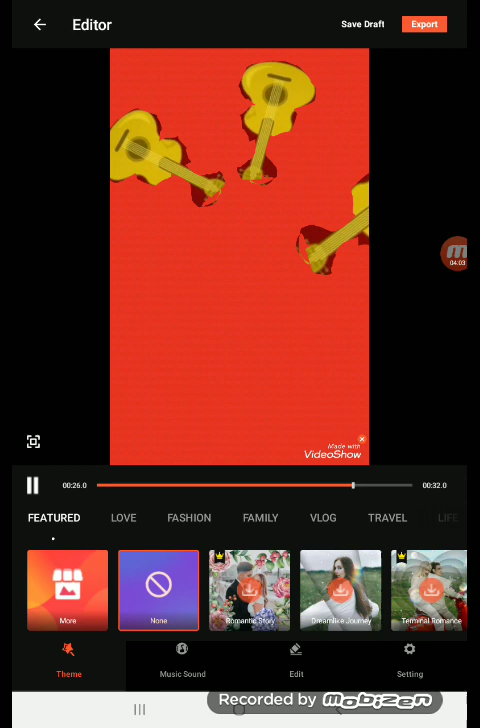 Editor
Save Draft
Export
04:03
Made with
VideoShow
00:26.0
00:32.0
FEATURED
LOVE
FASHION
FAMILY
VLOG
TRAVEL
LIFE
More
None
Romantic Story
Dreamlike Journey
Terminal Romance
Theme
Music Sound
Edit
Setting
Recorded by mobizen